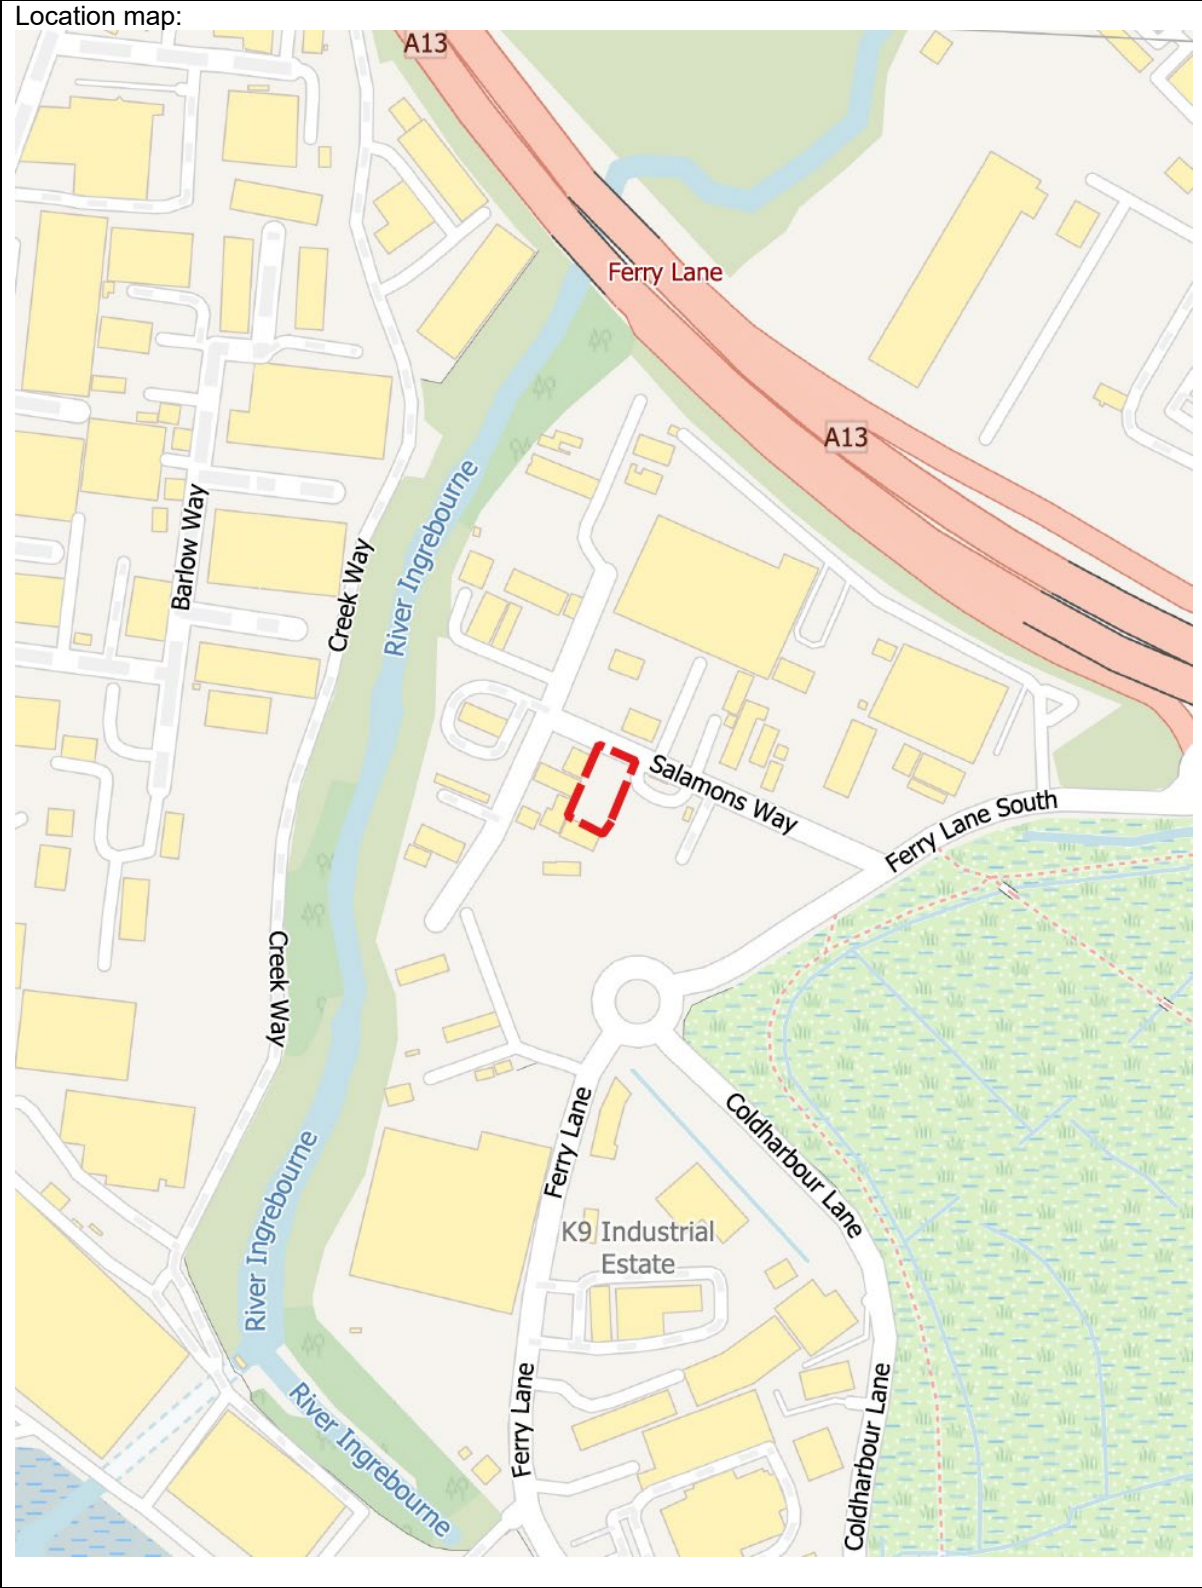 Location map:
A13
Ferry Lane
A13
River Ingrebourne
Barlow Way
Creek Way
Salamons Way
Ferry Lane South
Creek Way
Ferry Lane
Coldharbour Lane
River Ingrebourne
K9 Industrial
Estate
Ferry Lane
Coldharbour Lane
River Ingrebourne